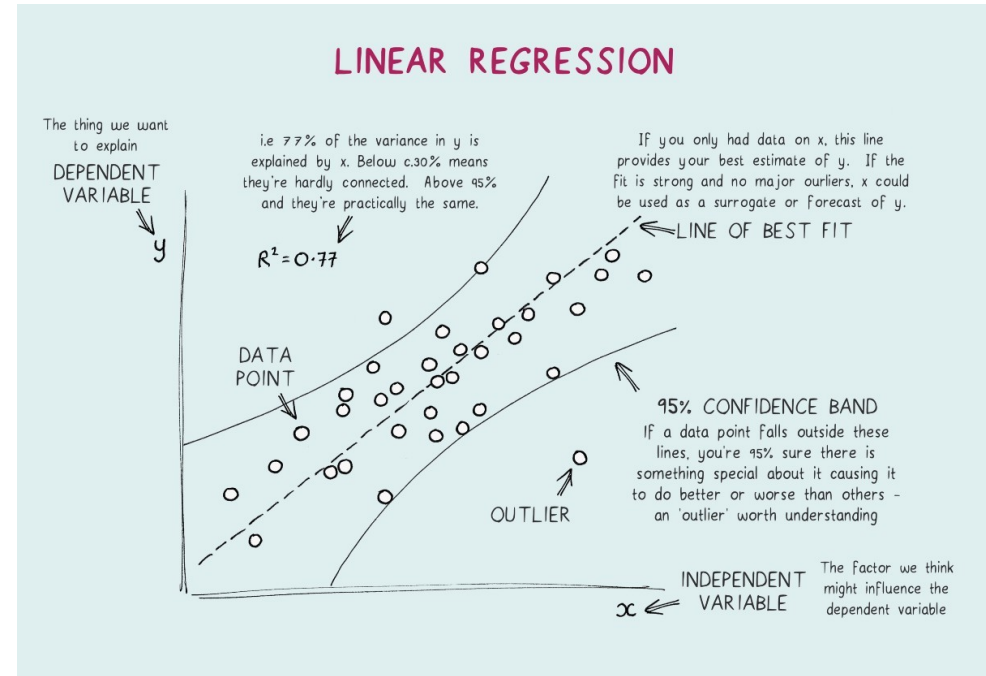 LINEAR REGRESSION
The thing we want
to explain
DEPENDENT
VARIABLE
y
i.e 77% of the variance in y is
explained by x. Below c.30% means
they're hardly connected. Above 95%
and they're practically the same.
R²=0.77
If you only had data on x, this line
provides your best estimate of y. If the
fit is strong and no major ourliers, x could
be used as a surrogate or forecast of y.
LINE OF BEST FIT
DATA
POINT
95% CONFIDENCE BAND
If a data point falls outside these
lines, you're 95% sure there is
something special about it causing it
to do better or worse than others -
an 'outlier' worth understanding
OUTLIER
INDEPENDENT
VARIABLE
x
The factor we think
might influence the
dependent variable